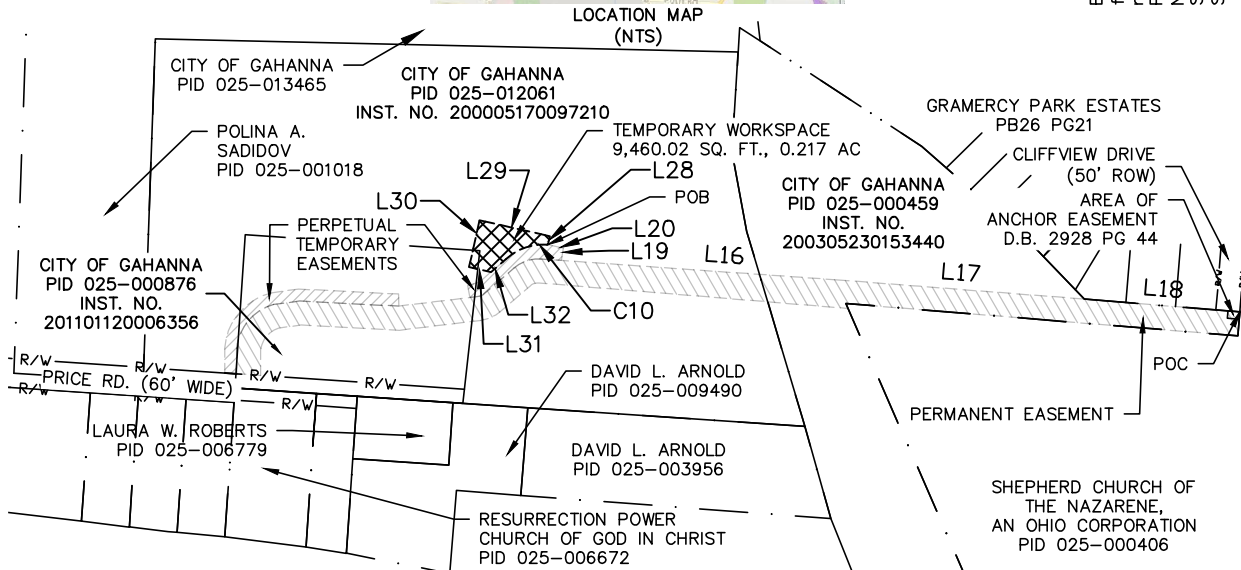 LOCATION MAP
(NTS)
CITY OF GAHANNA
PID 025-013465
CITY OF GAHANNA
PID 025-012061
INST. NO. 200005170097210
POLINA A.
SADIDOV
PID 025-001018
TEMPORARY WORKSPACE
9,460.02 SQ. FT., 0.217 AC
GRAMERCY PARK ESTATES
PB26 PG21
CLIFFVIEW DRIVE
(50' ROW)
AREA OF
ANCHOR EASEMENT
D.B. 2928 PG 44
CITY OF GAHANNA
PID 025-000459
INST. NO.
200305230153440
L29
L28
L30
POB
L20
L19
L16
L17
L18
PERPETUAL
TEMPORARY
EASEMENTS
CITY OF GAHANNA
PID 025-000876
INST. NO.
201101120006356
C10
L32
L31
POC
R/W
R/W
R/W
R/W
PRICE RD. (60' WIDE)
R/W
R/W
R/W
DAVID L. ARNOLD
PID 025-009490
PERMANENT EASEMENT
LAURA W. ROBERTS
PID 025-006779
DAVID L. ARNOLD
PID 025-003956
SHEPHERD CHURCH OF
THE NAZARENE,
AN OHIO CORPORATION
PID 025-000406
RESURRECTION POWER
CHURCH OF GOD IN CHRIST
PID 025-006672